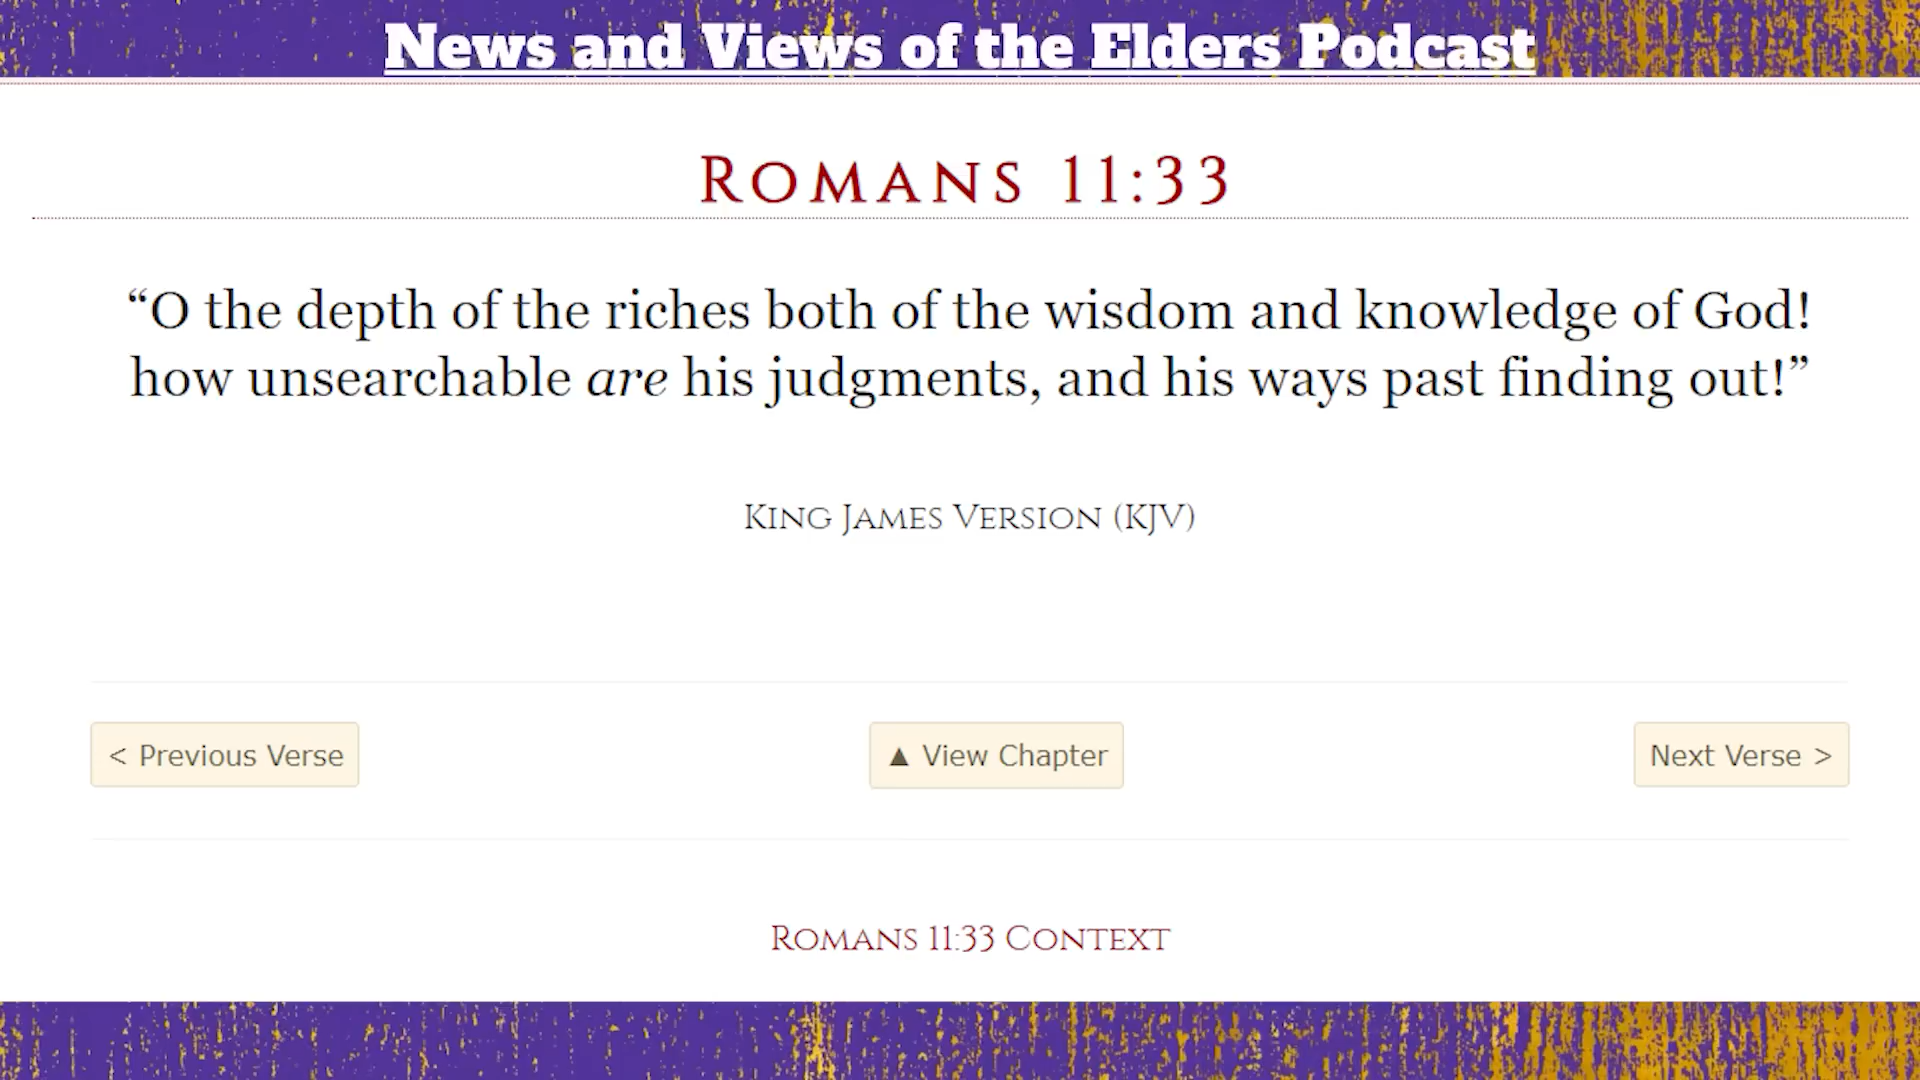 News and Views of the Elders Podcast
Romans 11:33
“O the depth of the riches both of the wisdom and knowledge of God!
how unsearchable are his judgments, and his ways past finding out!”
King James Version (KJV)
< Previous Verse
▲ View Chapter
Next Verse >
Romans 11:33 Context